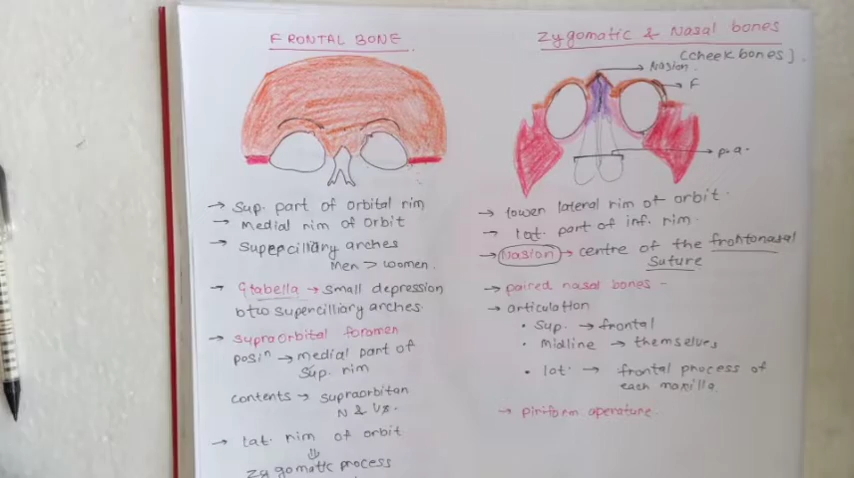 FRONTAL BONE
→ Sup. part of orbital rim
→ Medial rim of orbit
→ Supercilliary arches
Men > women.
→ Glabella → small depression
btw supercilliary arches.
→ supraorbital foramen
posiⁿ → medial part of
Sup. rim
contents → supraorbital
N & Vs.
→ Lat. rim of orbit
⇓
Zygomatic process
Zygomatic & Nasal bones
(cheek bones].
Nasion.
F
p.a.
→ lower lateral rim of orbit.
→ lat. part of inf. rim.
→ Nasion → centre of the frontonasal
Suture
→ paired nasal bones -
→ articulation
• Sup. → frontal
• Midline → themselves
• lat. → frontal process of
each maxilla.
→ piriform aperature.